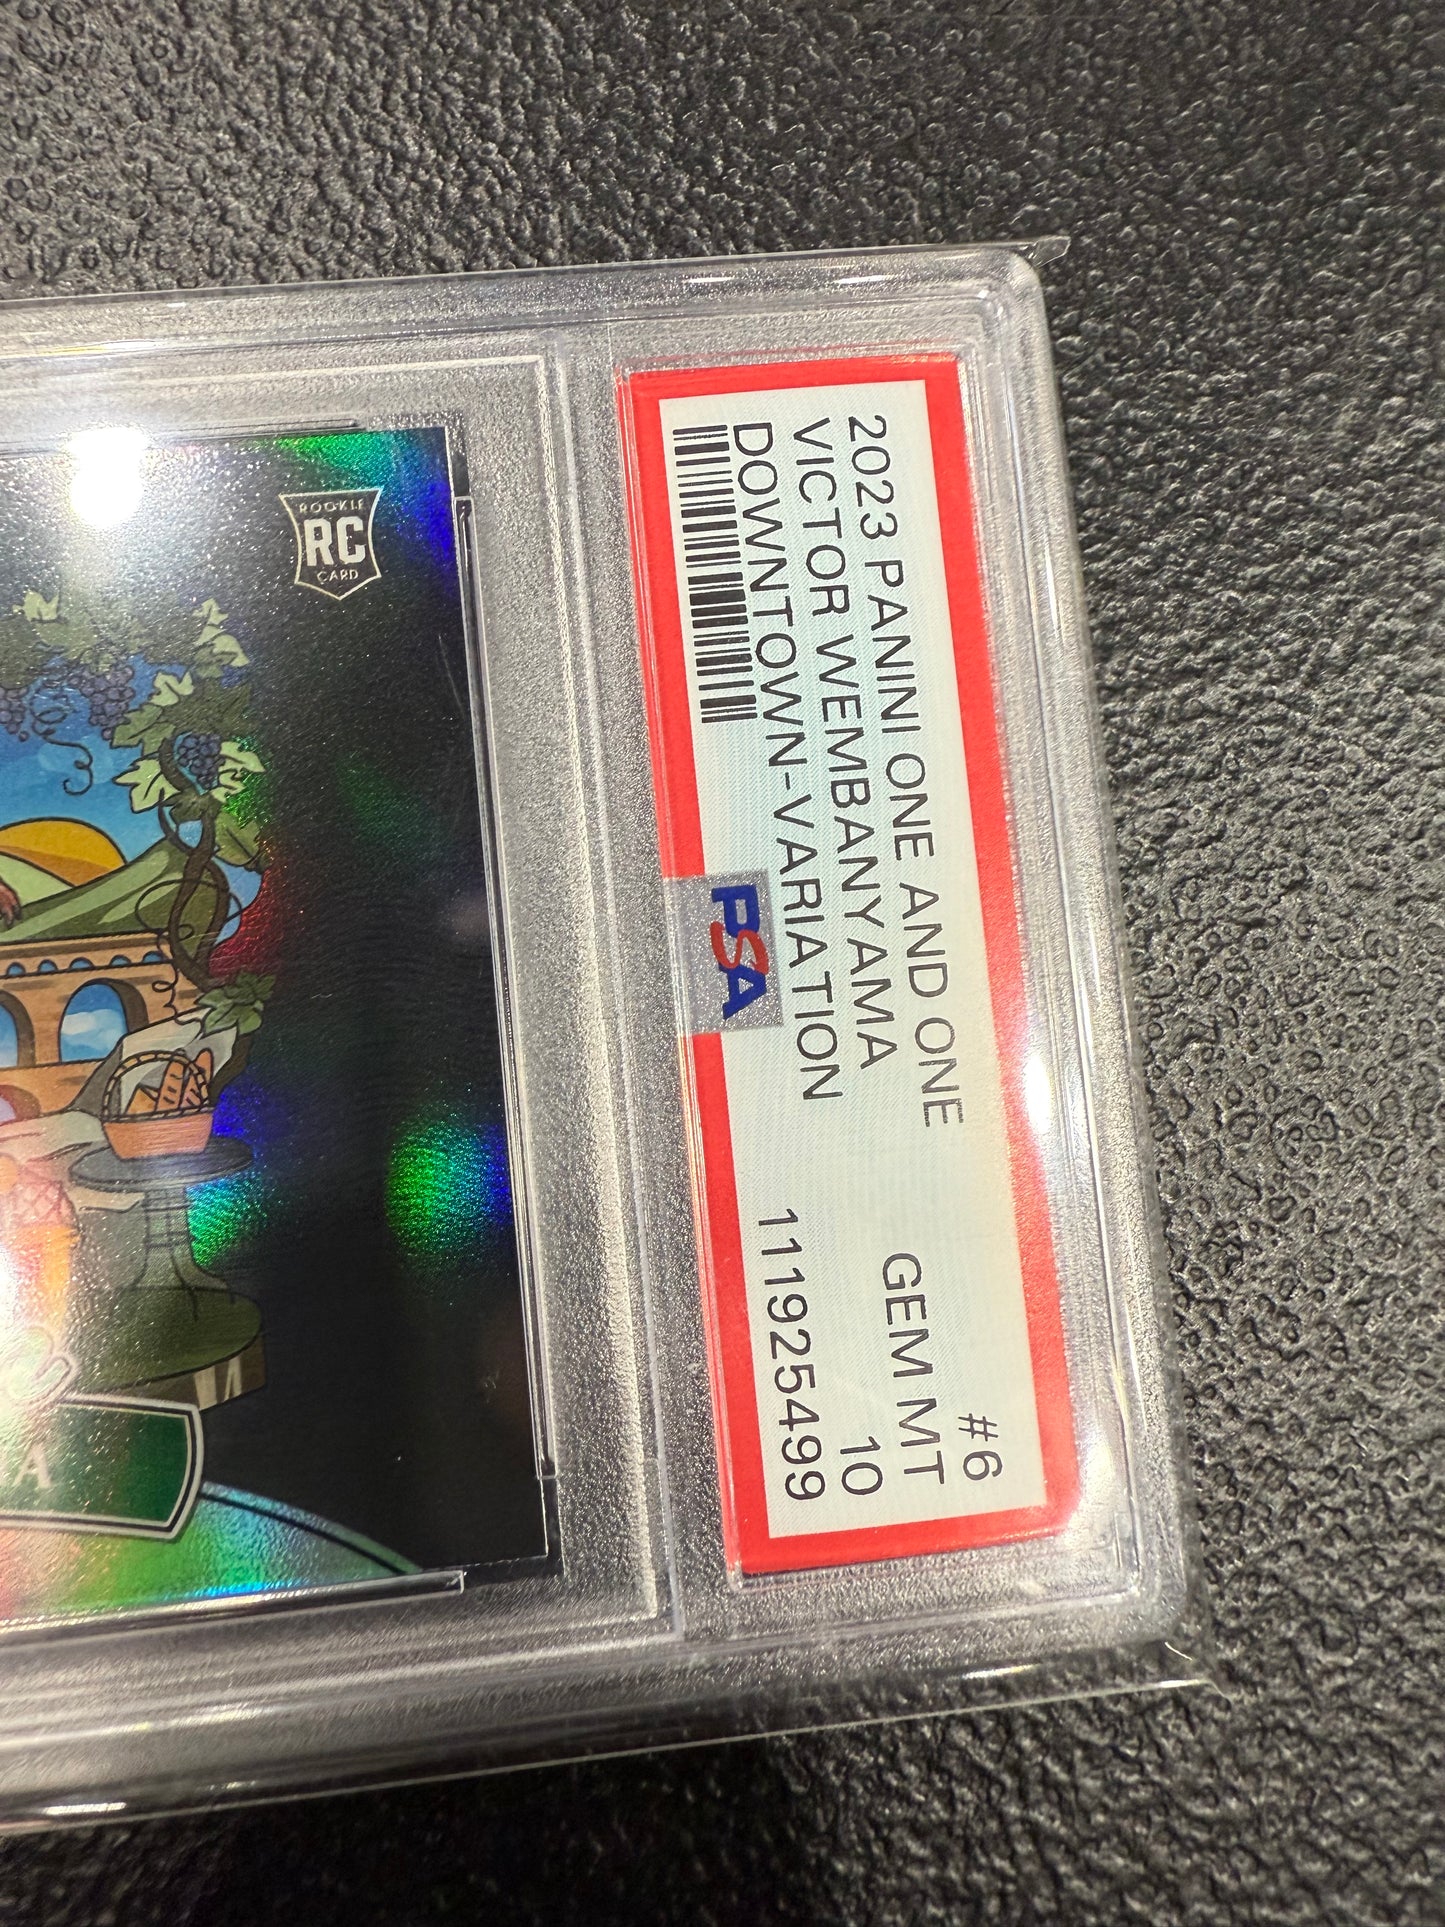 2023 PANINI ONE AND ONE #6
VICTOR WEMBANYAMA GEM MT
DOWNTOWN-VARIATION 10
111925499
PSA
ROOKIE
RC
CARD
A